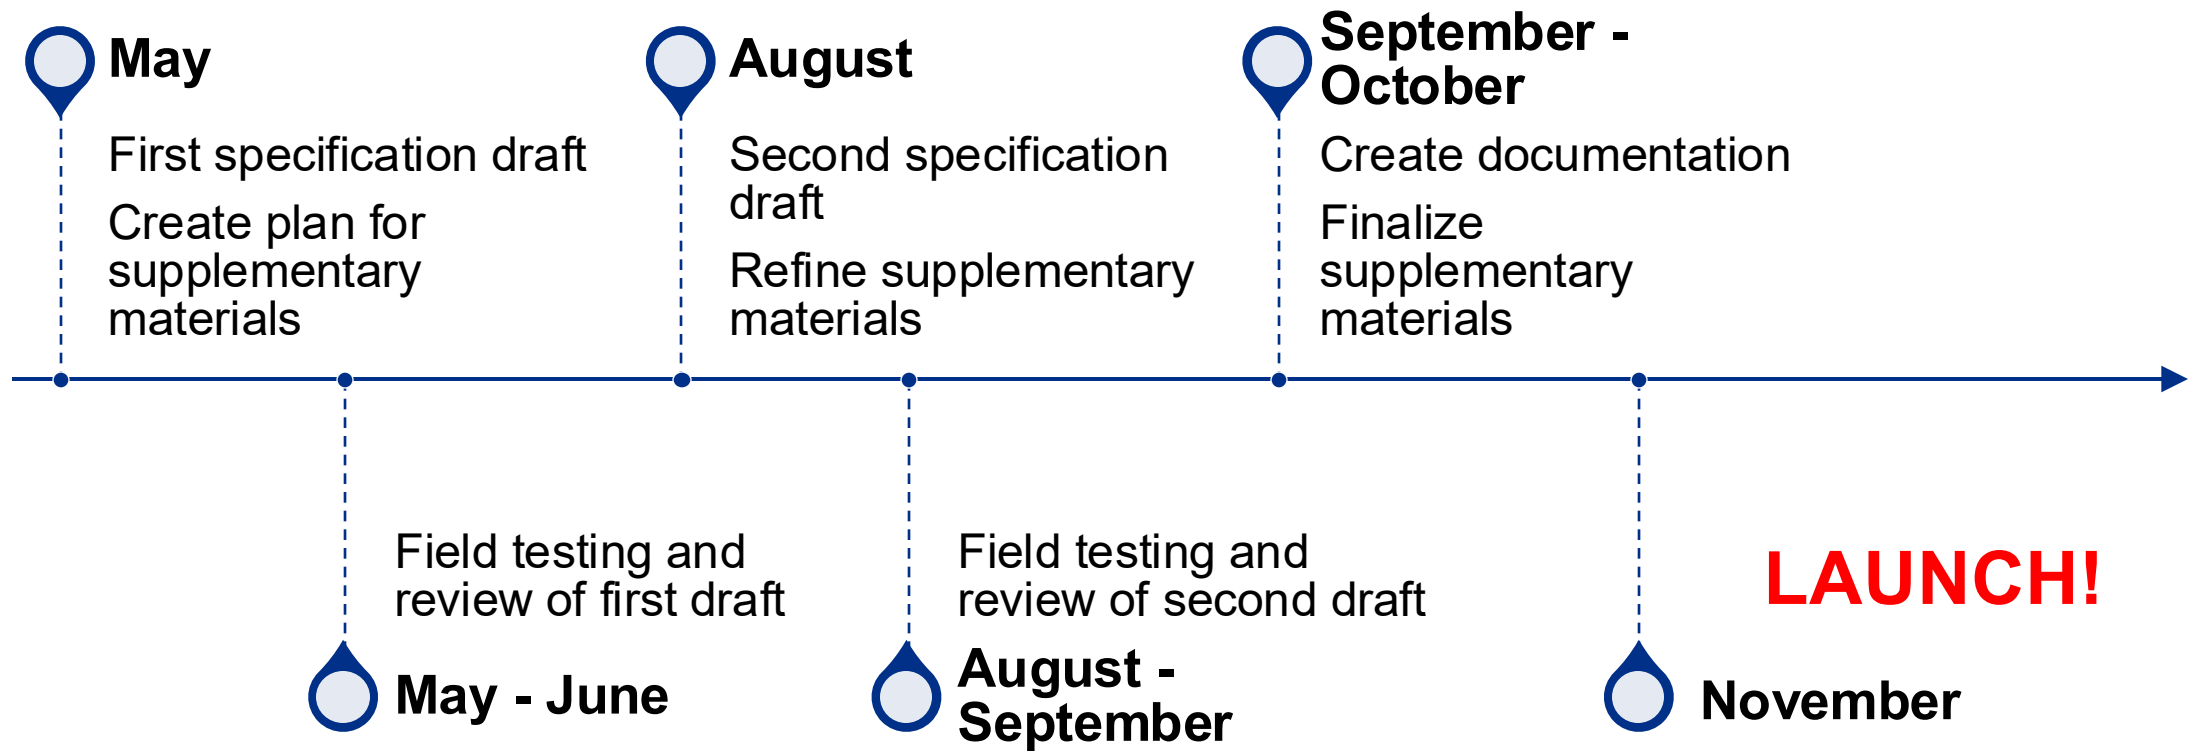 May
First specification draft
Create plan for
supplementary
materials
August
Second specification
draft
Refine supplementary
materials
September -
October
Create documentation
Finalize
supplementary
materials
Field testing and
review of first draft
May - June
Field testing and
review of second draft
August -
September
LAUNCH!
November